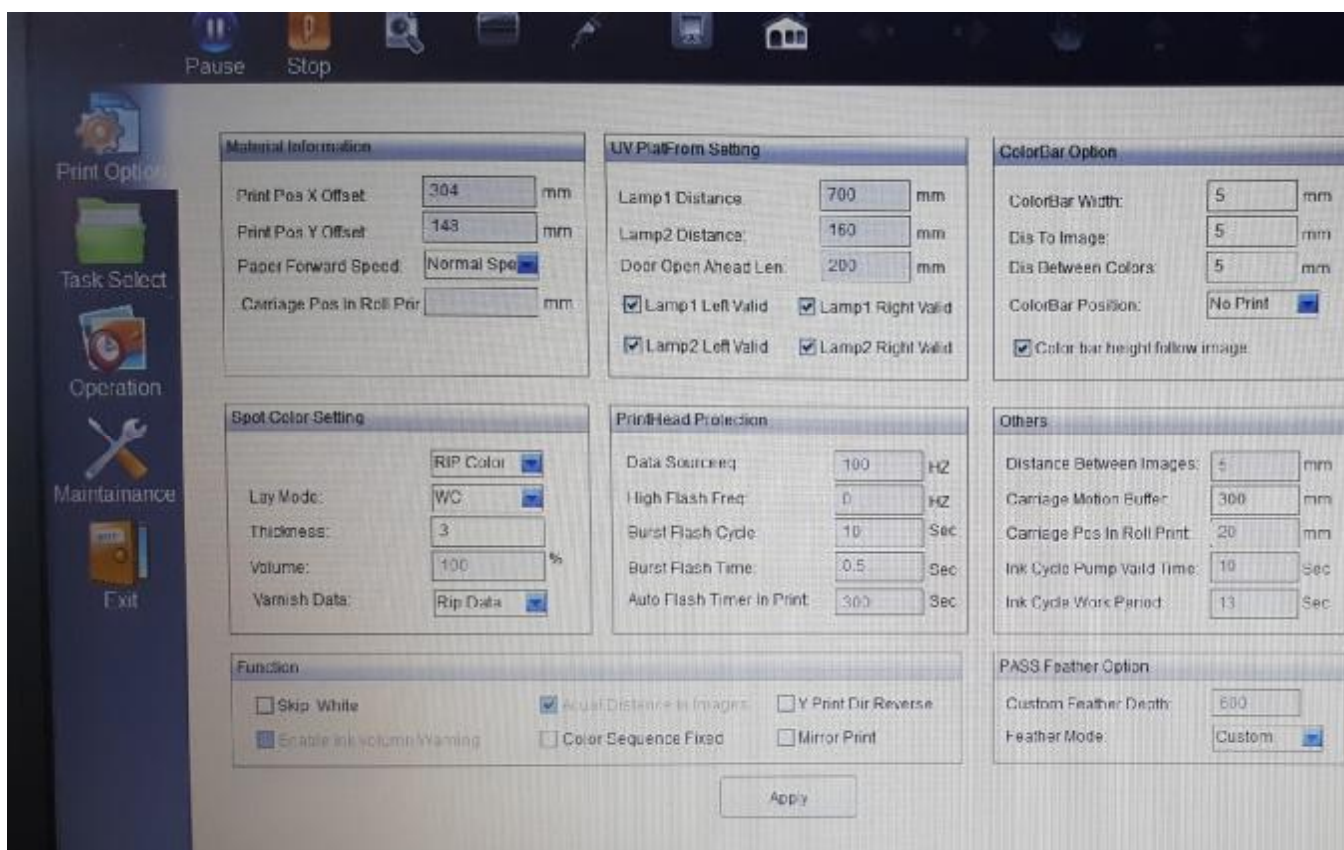 Pause
Stop
Print Option
Task Select
Operation
Maintainance
Exit
Material Information
Print Pos X Offset: 304 mm
Print Pos Y Offset: 148 mm
Paper Forward Speed: Normal Spe
Carriage Pos In Roll Prir mm
UV PlatFrom Setting
Lamp1 Distance: 700 mm
Lamp2 Distance: 160 mm
Door Open Ahead Len: 200 mm
Lamp1 Left Valid Lamp1 Right Valid
Lamp2 Left Valid Lamp2 Right Valid
ColorBar Option
ColorBar Width: 5 mm
Dis To Image: 5 mm
Dis Between Colors: 5 mm
ColorBar Position: No Print
Color bar height follow image
Spot Color Setting
RIP Color
Lay Mode: WC
Thickness: 3
Volume: 100 %
Varnish Data: Rip Data
PrintHead Protection
Data Sourceeq 100 HZ
High Flash Freq: 0 HZ
Burst Flash Cycle: 10 Sec
Burst Flash Time: 0.5 Sec
Auto Flash Timer In Print: 300 Sec
Others
Distance Between Images: 5 mm
Carriage Motion Buffer: 300 mm
Carriage Pos In Roll Print: 20 mm
Ink Cycle Pump Vaild Time: 10 Sec
Ink Cycle Work Period: 13 Sec
Function
Skip White Acual Distance In Images Y Print Dir Reverse
Enable Ink Volumn Warning Color Sequence Fixed Mirror Print
PASS Feather Option
Custom Feather Depth: 600
Feather Mode: Custom
Apply